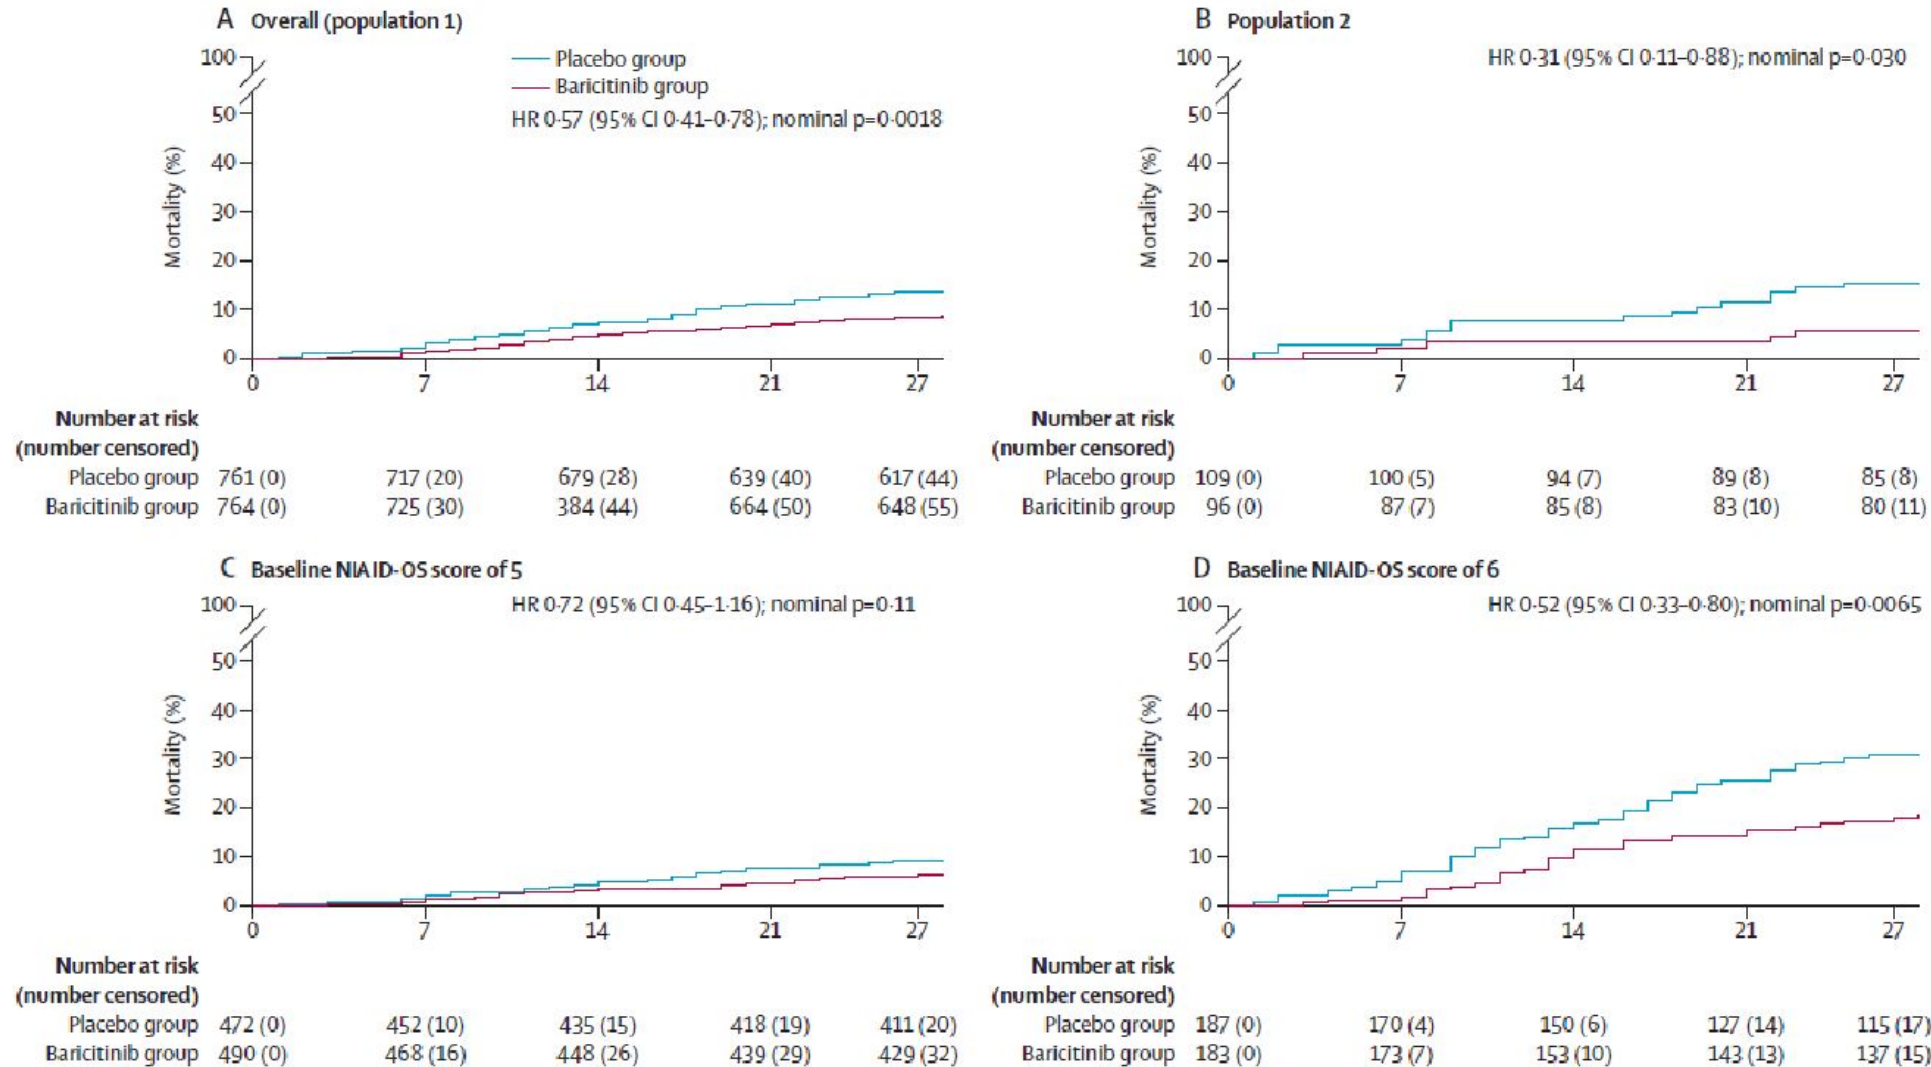 A Overall (population 1)
Placebo group
Baricitinib group
HR 0·57 (95% CI 0·41–0·78); nominal p=0·0018
Mortality (%)
100
50
40
30
20
10
0
0 7 14 21 27
Number at risk
(number censored)
Placebo group 761 (0) 717 (20) 679 (28) 639 (40) 617 (44)
Baricitinib group 764 (0) 725 (30) 384 (44) 664 (50) 648 (55)
B Population 2
HR 0·31 (95% CI 0·11–0·88); nominal p=0·030
Mortality (%)
100
50
40
30
20
10
0
0 7 14 21 27
Number at risk
(number censored)
Placebo group 109 (0) 100 (5) 94 (7) 89 (8) 85 (8)
Baricitinib group 96 (0) 87 (7) 85 (8) 83 (10) 80 (11)
C Baseline NIAID-OS score of 5
HR 0·72 (95% CI 0·45–1·16); nominal p=0·11
Mortality (%)
100
50
40
30
20
10
0
0 7 14 21 27
Number at risk
(number censored)
Placebo group 472 (0) 452 (10) 435 (15) 418 (19) 411 (20)
Baricitinib group 490 (0) 468 (16) 448 (26) 439 (29) 429 (32)
D Baseline NIAID-OS score of 6
HR 0·52 (95% CI 0·33–0·80); nominal p=0·0065
Mortality (%)
100
50
40
30
20
10
0
0 7 14 21 27
Number at risk
(number censored)
Placebo group 187 (0) 170 (4) 150 (6) 127 (14) 115 (17)
Baricitinib group 183 (0) 173 (7) 153 (10) 143 (13) 137 (15)